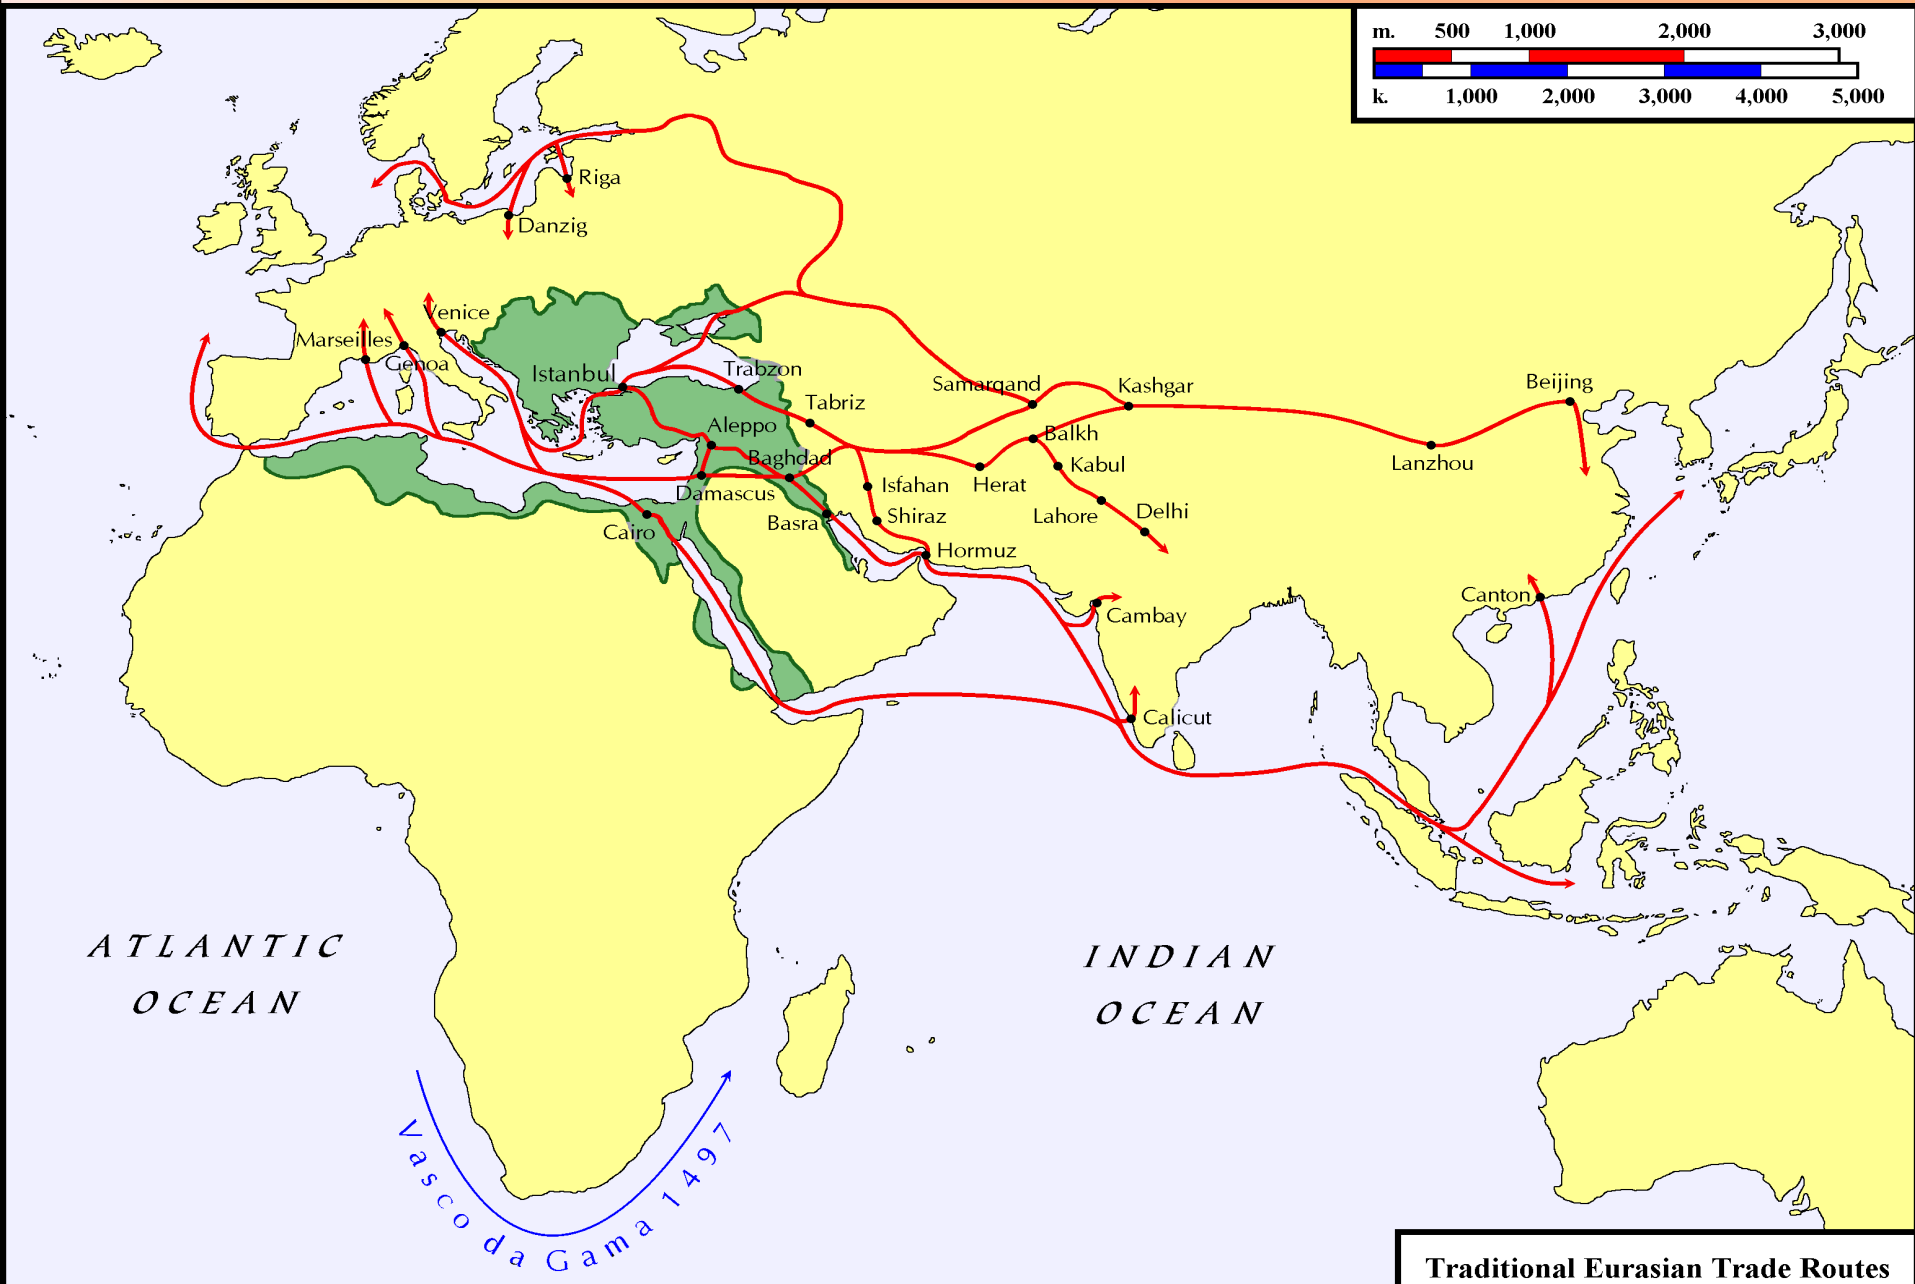 m. 500 1,000 2,000 3,000
k. 1,000 2,000 3,000 4,000 5,000
Riga
Danzig
Venice
Marseilles
Genoa
Istanbul
Trabzon
Tabriz
Samarqand
Kashgar
Beijing
Aleppo
Balkh
Baghdad
Kabul
Lanzhou
Damascus
Isfahan
Herat
Basra
Shiraz
Lahore
Delhi
Cairo
Hormuz
Canton
Cambay
Calicut
ATLANTIC
OCEAN
INDIAN
OCEAN
Vasco da Gama 1497
Traditional Eurasian Trade Routes